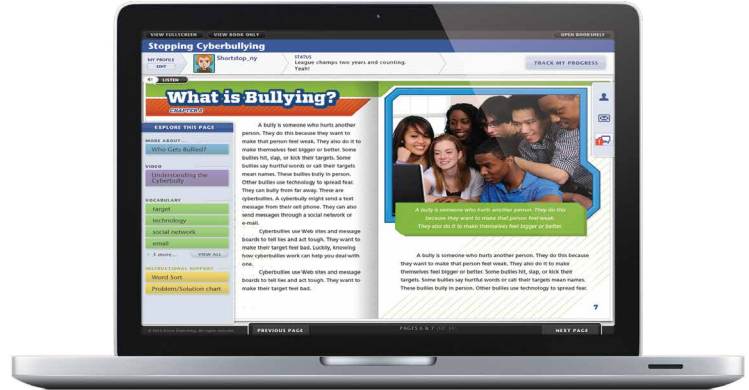 VIEW FULLSCREEN VIEW BOOK ONLY OPEN BOOKSHELF
Stopping Cyberbullying
MY PROFILE
EDIT
Shortstop_ny
STATUS
League champs two years and counting.
Yeah!
TRACK MY PROGRESS
LISTEN
What is Bullying?
CHAPTER 2
EXPLORE THIS PAGE
MORE ABOUT...
Who Gets Bullied?
VIDEO
Understanding the
Cyberbully
VOCABULARY
target
technology
social network
email
3 more... VIEW ALL
INSTRUCTIONAL SUPPORT
Word Sort
Problem/Solution chart
A bully is someone who hurts another
person. They do this because they want to
make that person feel weak. They also do it to
make themselves feel bigger or better. Some
bullies hit, slap, or kick their targets. Some
bullies say hurtful words or call their targets
mean names. These bullies bully in person.
Other bullies use technology to spread fear.
They can bully from far away. These are
cyberbullies. A cyberbully might send a text
message from their cell phone. They can also
send messages through a social network or
e-mail.
Cyberbullies use Web sites and message
boards to tell lies and act tough. They want to
make their target feel bad. Luckily, knowing
how cyberbullies work can help you deal with
one.
Cyberbullies use Web sites and message
boards to tell lies and act tough. They want to
make their target feel bad.
A bully is someone who hurts another person. They do this
because they want to make that person feel weak.
They also do it to make themselves feel bigger or better.
A bully is someone who hurts another person. They do this because
they want to make that person feel weak. They also do it to make
themselves feel bigger or better. Some bullies hit, slap, or kick their
targets. Some bullies say hurtful words or call their targets mean names.
These bullies bully in person. Other bullies use technology to spread fear.
7
PREVIOUS PAGE PAGES 6 & 7 NEXT PAGE